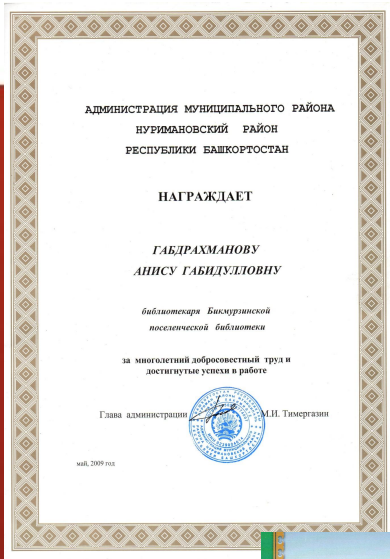 АДМИНИСТРАЦИЯ МУНИЦИПАЛЬНОГО РАЙОНА
НУРИМАНОВСКИЙ РАЙОН
РЕСПУБЛИКИ БАШКОРТОСТАН
НАГРАЖДАЕТ
ГАБДРАХМАНОВУ
АНИСУ ГАБИДУЛЛОВНУ
библиотекаря Бикмурзинской
поселенческой библиотеки
за многолетний добросовестный труд и
достигнутые успехи в работе
Глава администрации М.И. Тимергазин
май, 2009 год